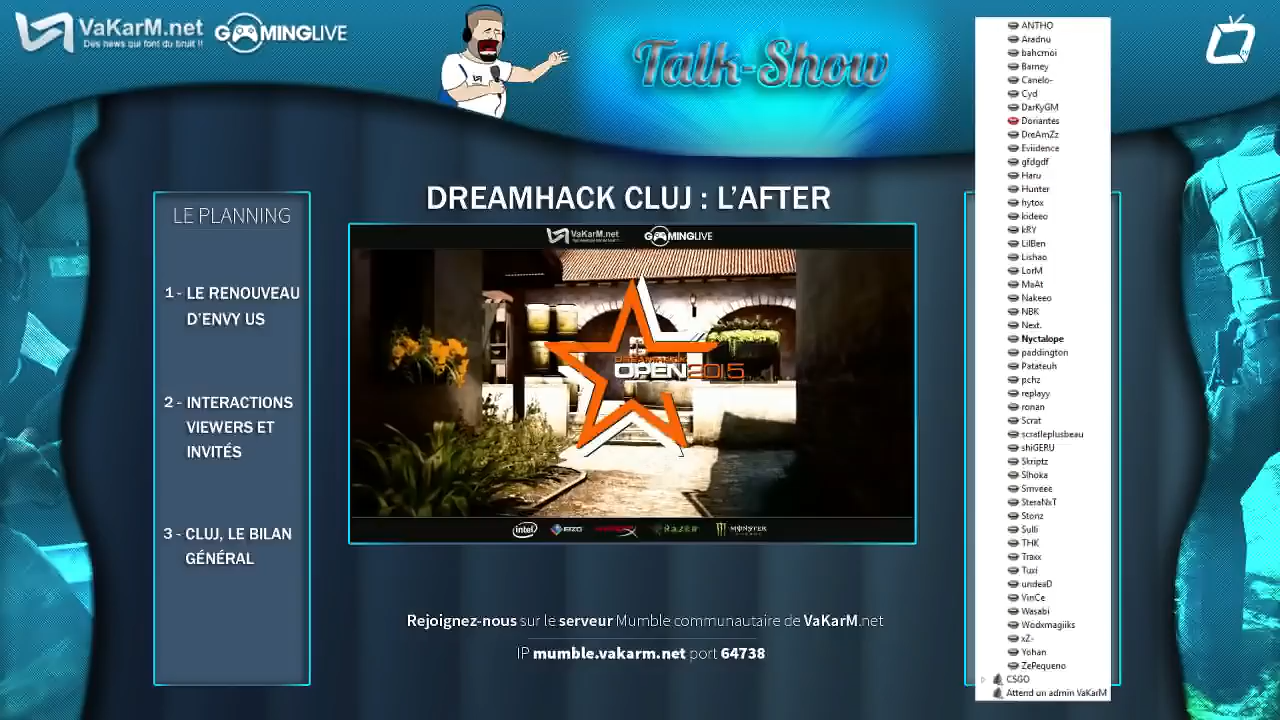 VaKarM.net
Des news qui font du bruit !!
GAMINGLIVE
Talk-Show
tv
LE PLANNING
1 - LE RENOUVEAU
D'ENVY US
2 - INTERACTIONS
VIEWERS ET
INVITÉS
3 - CLUJ, LE BILAN
GÉNÉRAL
DREAMHACK CLUJ : L'AFTER
VaKarM.net
GAMINGLIVE
DREAMHACK
OPEN 2015
intel
RAZER
MONSTER
Rejoignez-nous sur le serveur Mumble communautaire de VaKarM.net
IP mumble.vakarm.net port 64738
ANTHO
Aradnu
bahcmoi
Barney
Canelo-
Cyd
DarKyGM
Doriantes
DreAmZz
Eviidence
gfdgdf
Haru
Hunter
hytox
kideeo
kRY
LilBen
Lishao
LorM
MaAt
Nakeeo
NBK
Next.
Nyctalope
paddington
Patateuh
pchz
replayy
ronan
Scrat
scratleplusbeau
shiGERU
Skriptz
Slhoka
Smveee
SteraNxT
Stonz
Sulli
THK
Traxx
Tuxi
undeaD
VinCe
Wasabi
Wodxmagiiks
xZ-
Yohan
ZePequeno
CSGO
Attend un admin VaKarM